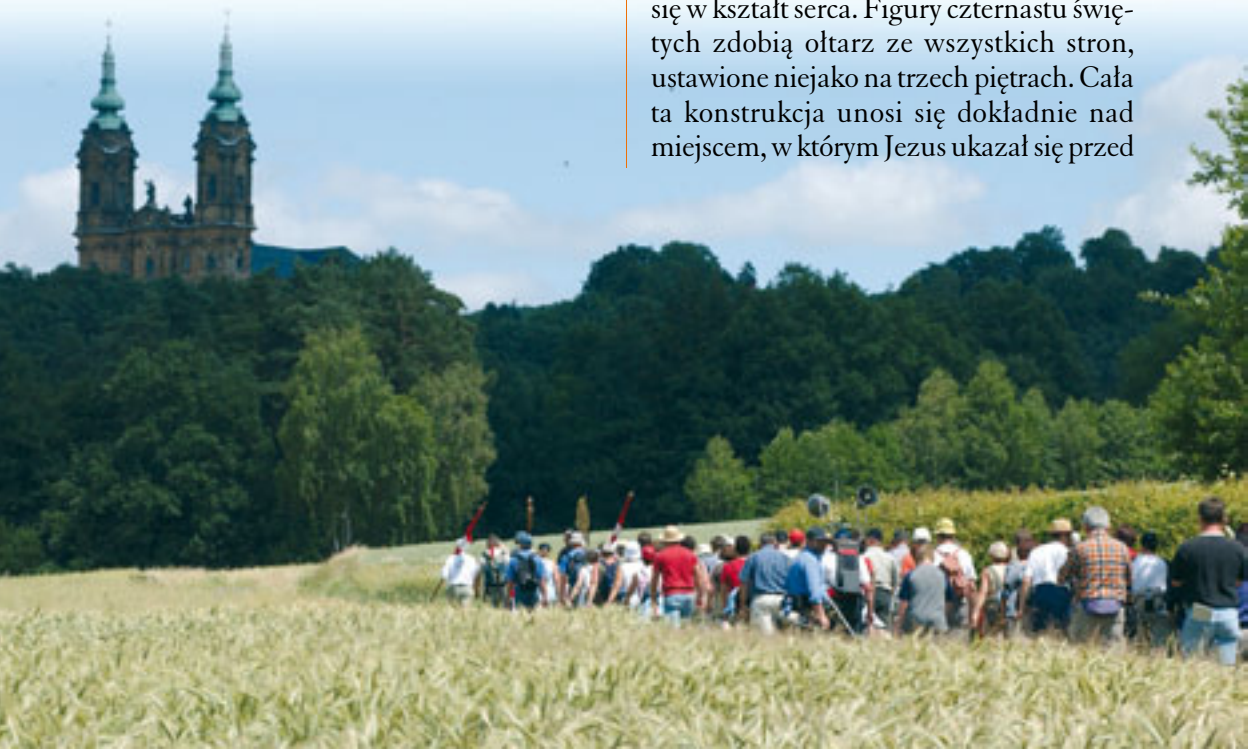 się w kształt serca. Figury czternastu świę-
tych zdobią ołtarz ze wszystkich stron,
ustawione niejako na trzech piętrach. Cała
ta konstrukcja unosi się dokładnie nad
miejscem, w którym Jezus ukazał się przed